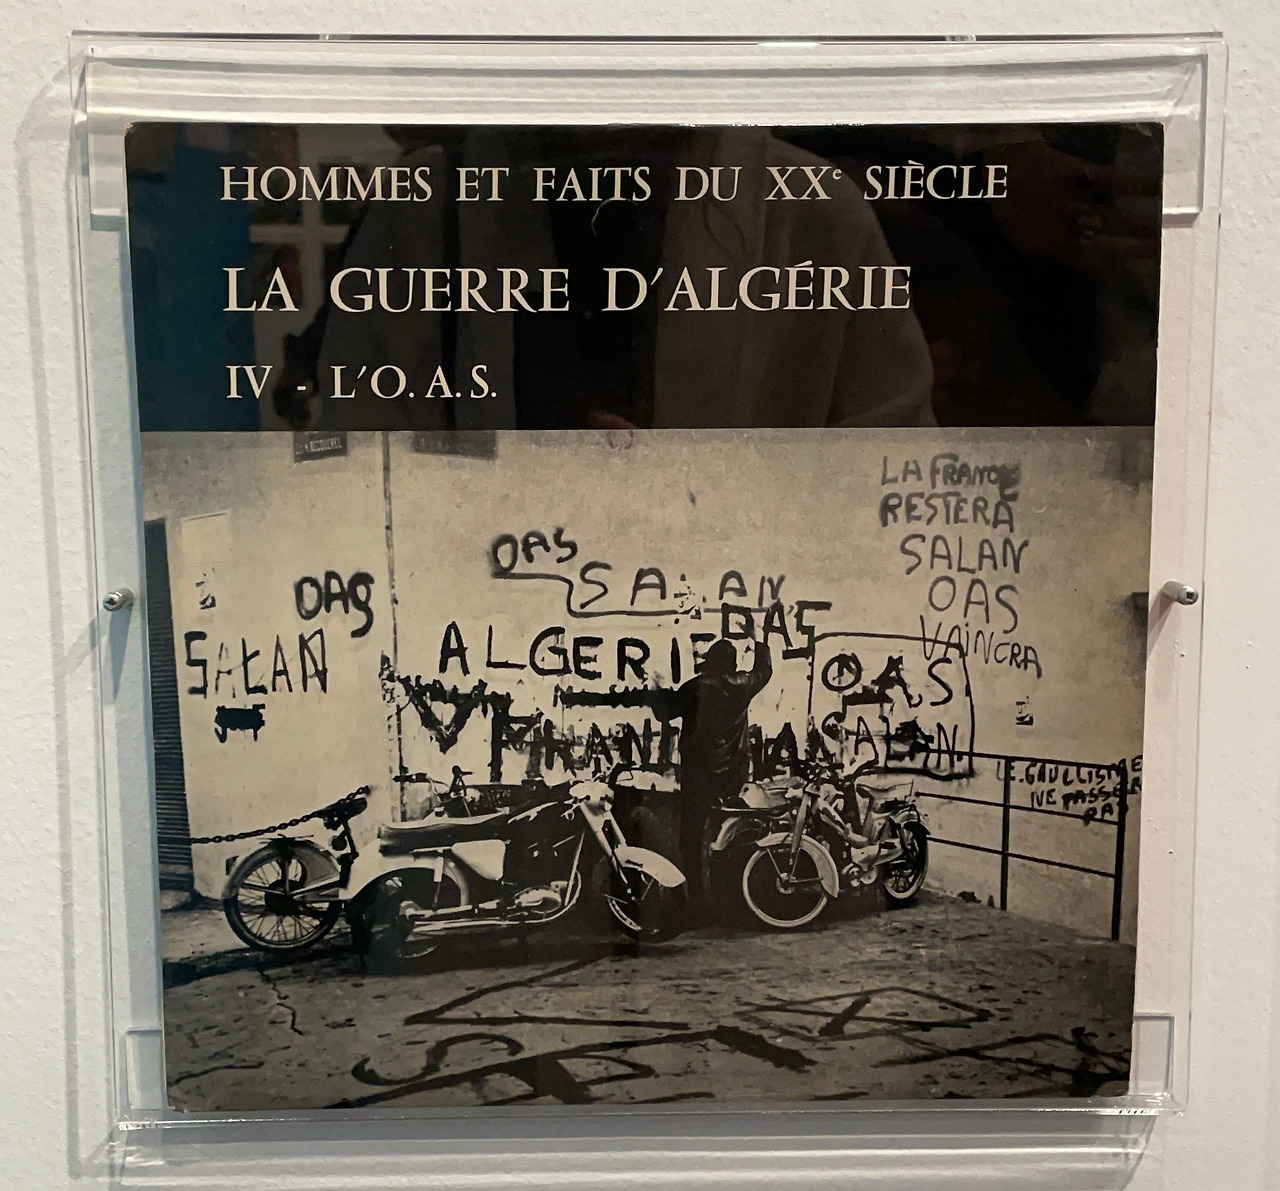 HOMMES ET FAITS DU XXe SIÈCLE
LA GUERRE D'ALGÉRIE
IV - L'O.A.S.
LA FRANCE
RESTERA
SALAN
OAS
VAINCRA
OAS
SALAN
OAS
SALAN
ALGERIE
OAS
OAS
SALAN
LE GAULLISME
NE PASSERA
PAS